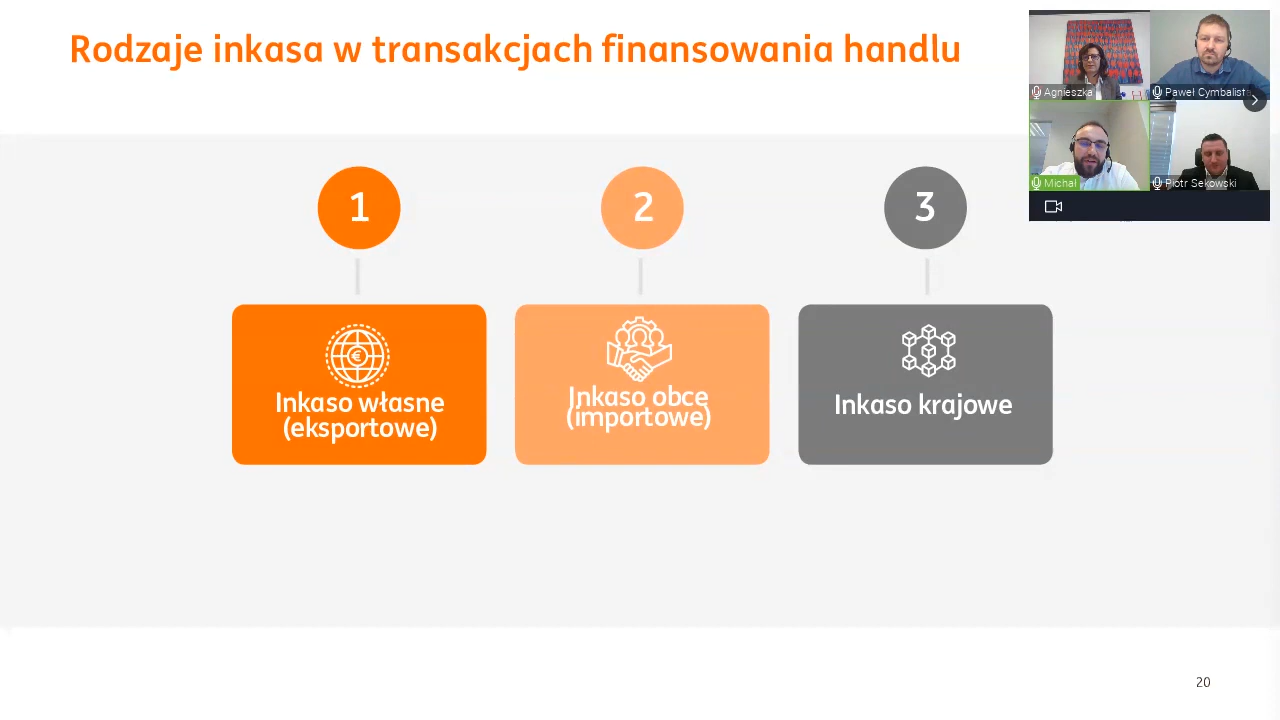 Rodzaje inkasa w transakcjach finansowania handlu
Agnieszka
Paweł Cymbalista
Michał
Piotr Sekowski
1
2
3
Inkaso własne
(eksportowe)
Inkaso obce
(importowe)
Inkaso krajowe
20